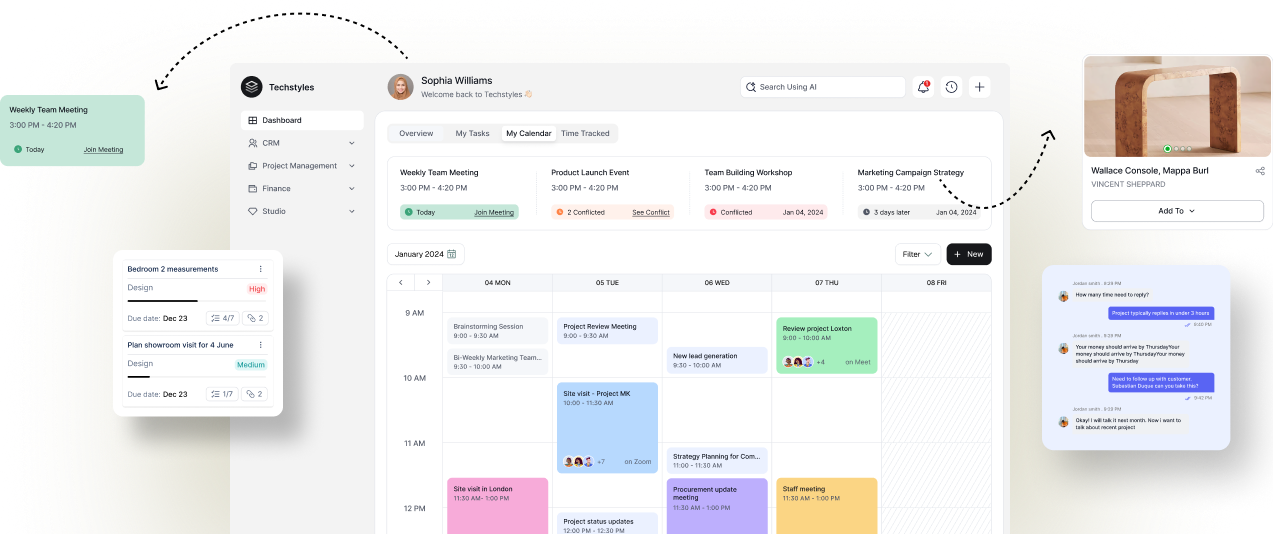 Weekly Team Meeting
3:00 PM - 4:20 PM
Today
Join Meeting
Bedroom 2 measurements
Design
High
Due date: Dec 23
4/7
2
Plan showroom visit for 4 June
Design
Medium
Due date: Dec 23
1/7
2
Techstyles
Dashboard
CRM
Project Management
Finance
Studio
Sophia Williams
Welcome back to Techstyles
Search Using AI
1
Overview
My Tasks
My Calendar
Time Tracked
Weekly Team Meeting
3:00 PM - 4:20 PM
Today
Join Meeting
Product Launch Event
3:00 PM - 4:20 PM
2 Conflicted
See Conflict
Team Building Workshop
3:00 PM - 4:20 PM
Conflicted
Jan 04, 2024
Marketing Campaign Strategy
3:00 PM - 4:20 PM
3 days later
Jan 04, 2024
January 2024
Filter
+ New
04 MON
05 TUE
06 WED
07 THU
08 FRI
9 AM
10 AM
11 AM
12 PM
Brainstorming Session
9:00 - 9:30 AM
Bi-Weekly Marketing Team...
9:30 - 10:00 AM
Site visit in London
11:30 AM- 1:00 PM
Project Review Meeting
9:00 - 9:30 AM
Site visit - Project MK
10:00 - 11:30 AM
+7
on Zoom
Project status updates
12:00 PM - 12:30 PM
New lead generation
9:30 - 10:00 AM
Strategy Planning for Com...
11:00 - 11:30 AM
Procurement update
meeting
11:30 AM - 1:00 PM
Review project Loxton
9:00 - 10:00 AM
+4
on Meet
Staff meeting
11:30 AM - 1:00 PM
Wallace Console, Mappa Burl
VINCENT SHEPPARD
Add To
Jordan smith . 9:29 PM
How many time need to reply?
Project typically replies in under 3 hours
9:40 PM
Jordan smith . 9:29 PM
Your money should arrive by ThursdayYour
money should arrive by ThursdayYour money
should arrive by Thursday
Need to follow up with customer.
Sebastian Duque can you take this?
9:42 PM
Jordan smith . 9:29 PM
Okay! I will talk it next month. Now i want to
talk about recent project